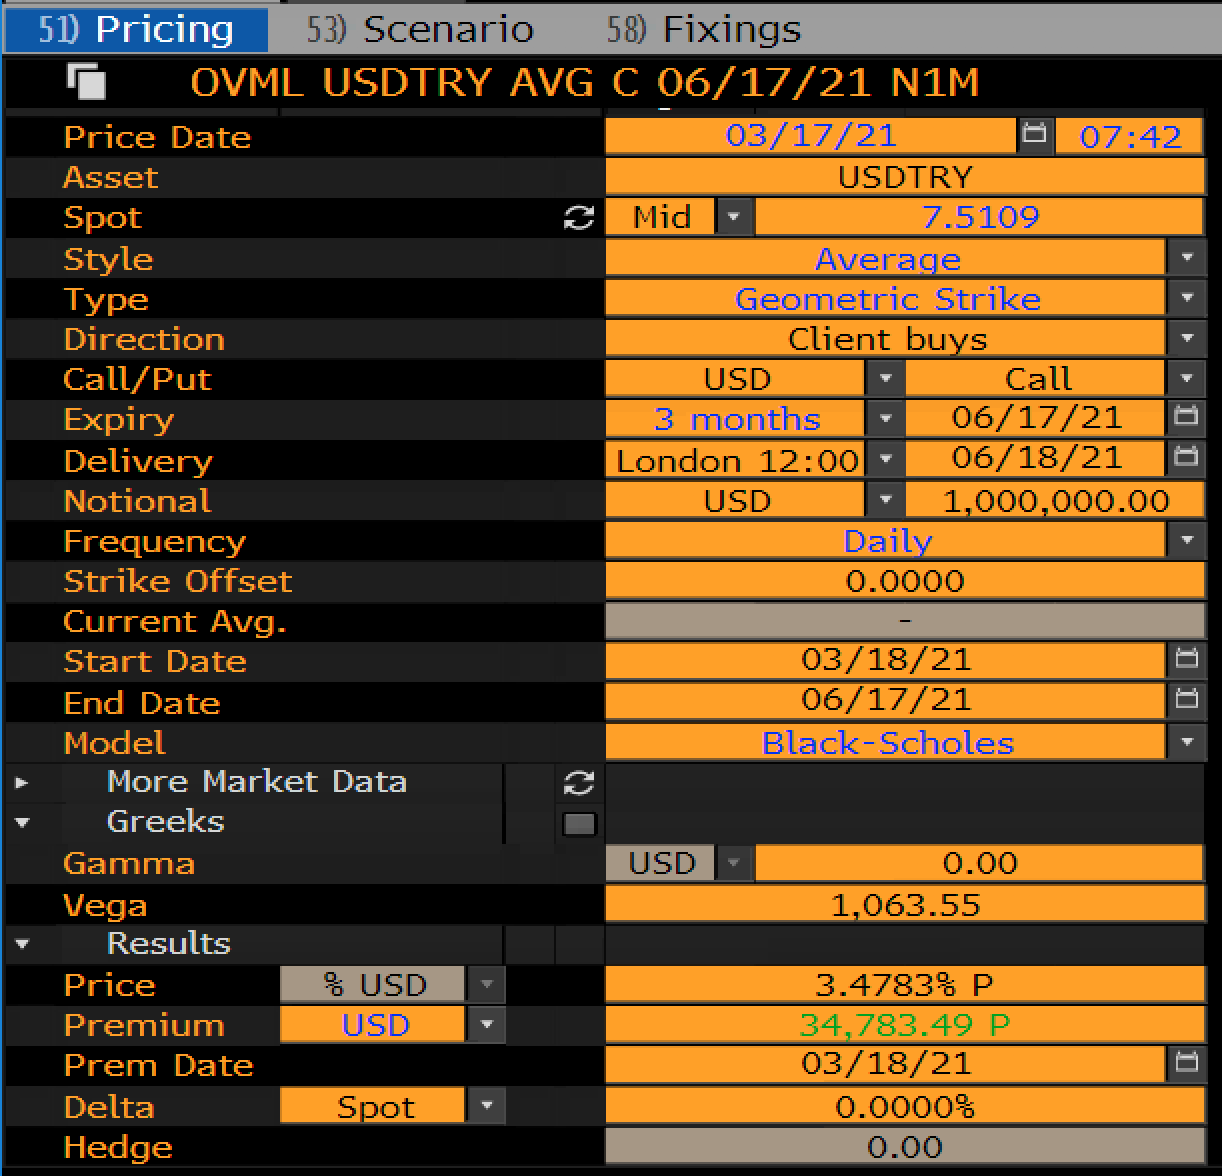 51) Pricing 53) Scenario 58) Fixings
OVML USDTRY AVG C 06/17/21 N1M
Price Date 03/17/21 07:42
Asset USDTRY
Spot Mid 7.5109
Style Average
Type Geometric Strike
Direction Client buys
Call/Put USD Call
Expiry 3 months 06/17/21
Delivery London 12:00 06/18/21
Notional USD 1,000,000.00
Frequency Daily
Strike Offset 0.0000
Current Avg. -
Start Date 03/18/21
End Date 06/17/21
Model Black-Scholes
More Market Data
Greeks
Gamma USD 0.00
Vega 1,063.55
Results
Price % USD 3.4783% P
Premium USD 34,783.49 P
Prem Date 03/18/21
Delta Spot 0.0000%
Hedge 0.00